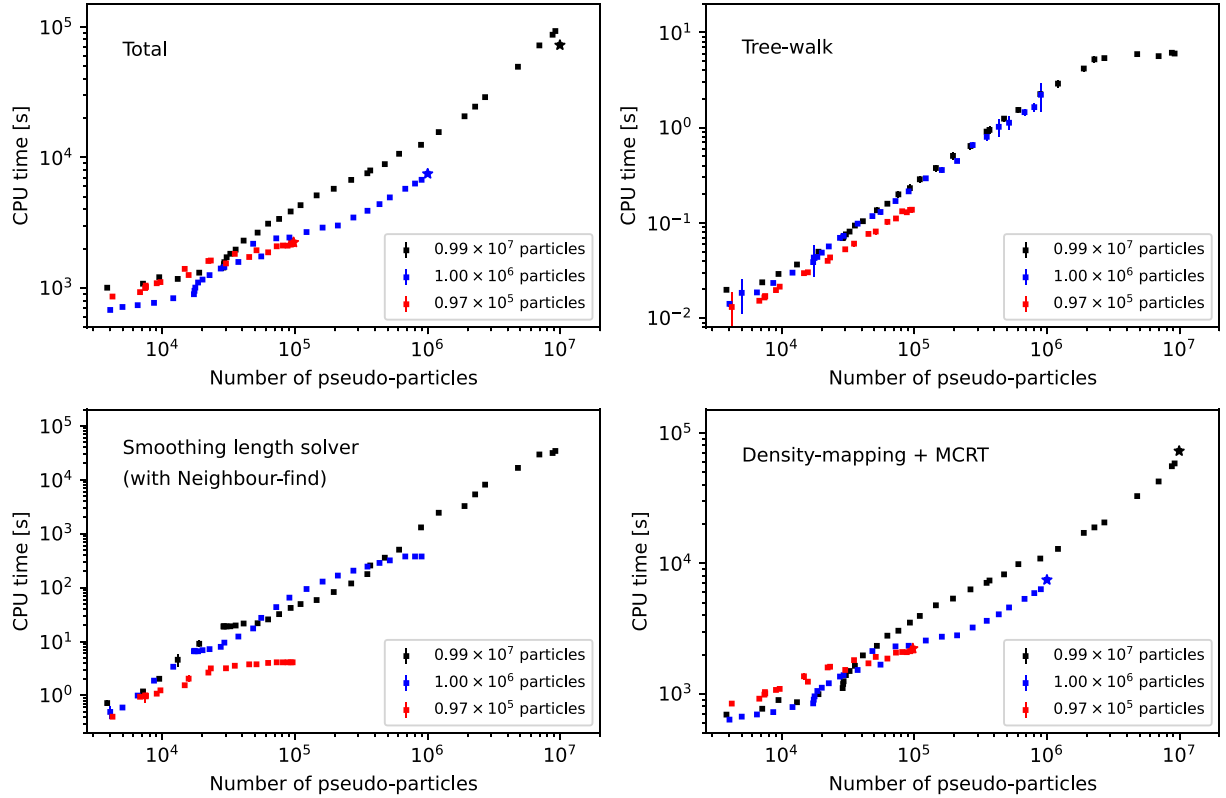 Total
CPU time [s]
10^5
10^4
10^3
0.99 × 10^7 particles
1.00 × 10^6 particles
0.97 × 10^5 particles
10^4 10^5 10^6 10^7
Number of pseudo-particles
Tree-walk
CPU time [s]
10^1
10^0
10^−1
10^−2
0.99 × 10^7 particles
1.00 × 10^6 particles
0.97 × 10^5 particles
10^4 10^5 10^6 10^7
Number of pseudo-particles
Smoothing length solver
(with Neighbour-find)
CPU time [s]
10^5
10^4
10^3
10^2
10^1
10^0
0.99 × 10^7 particles
1.00 × 10^6 particles
0.97 × 10^5 particles
10^4 10^5 10^6 10^7
Number of pseudo-particles
Density-mapping + MCRT
CPU time [s]
10^5
10^4
10^3
0.99 × 10^7 particles
1.00 × 10^6 particles
0.97 × 10^5 particles
10^4 10^5 10^6 10^7
Number of pseudo-particles